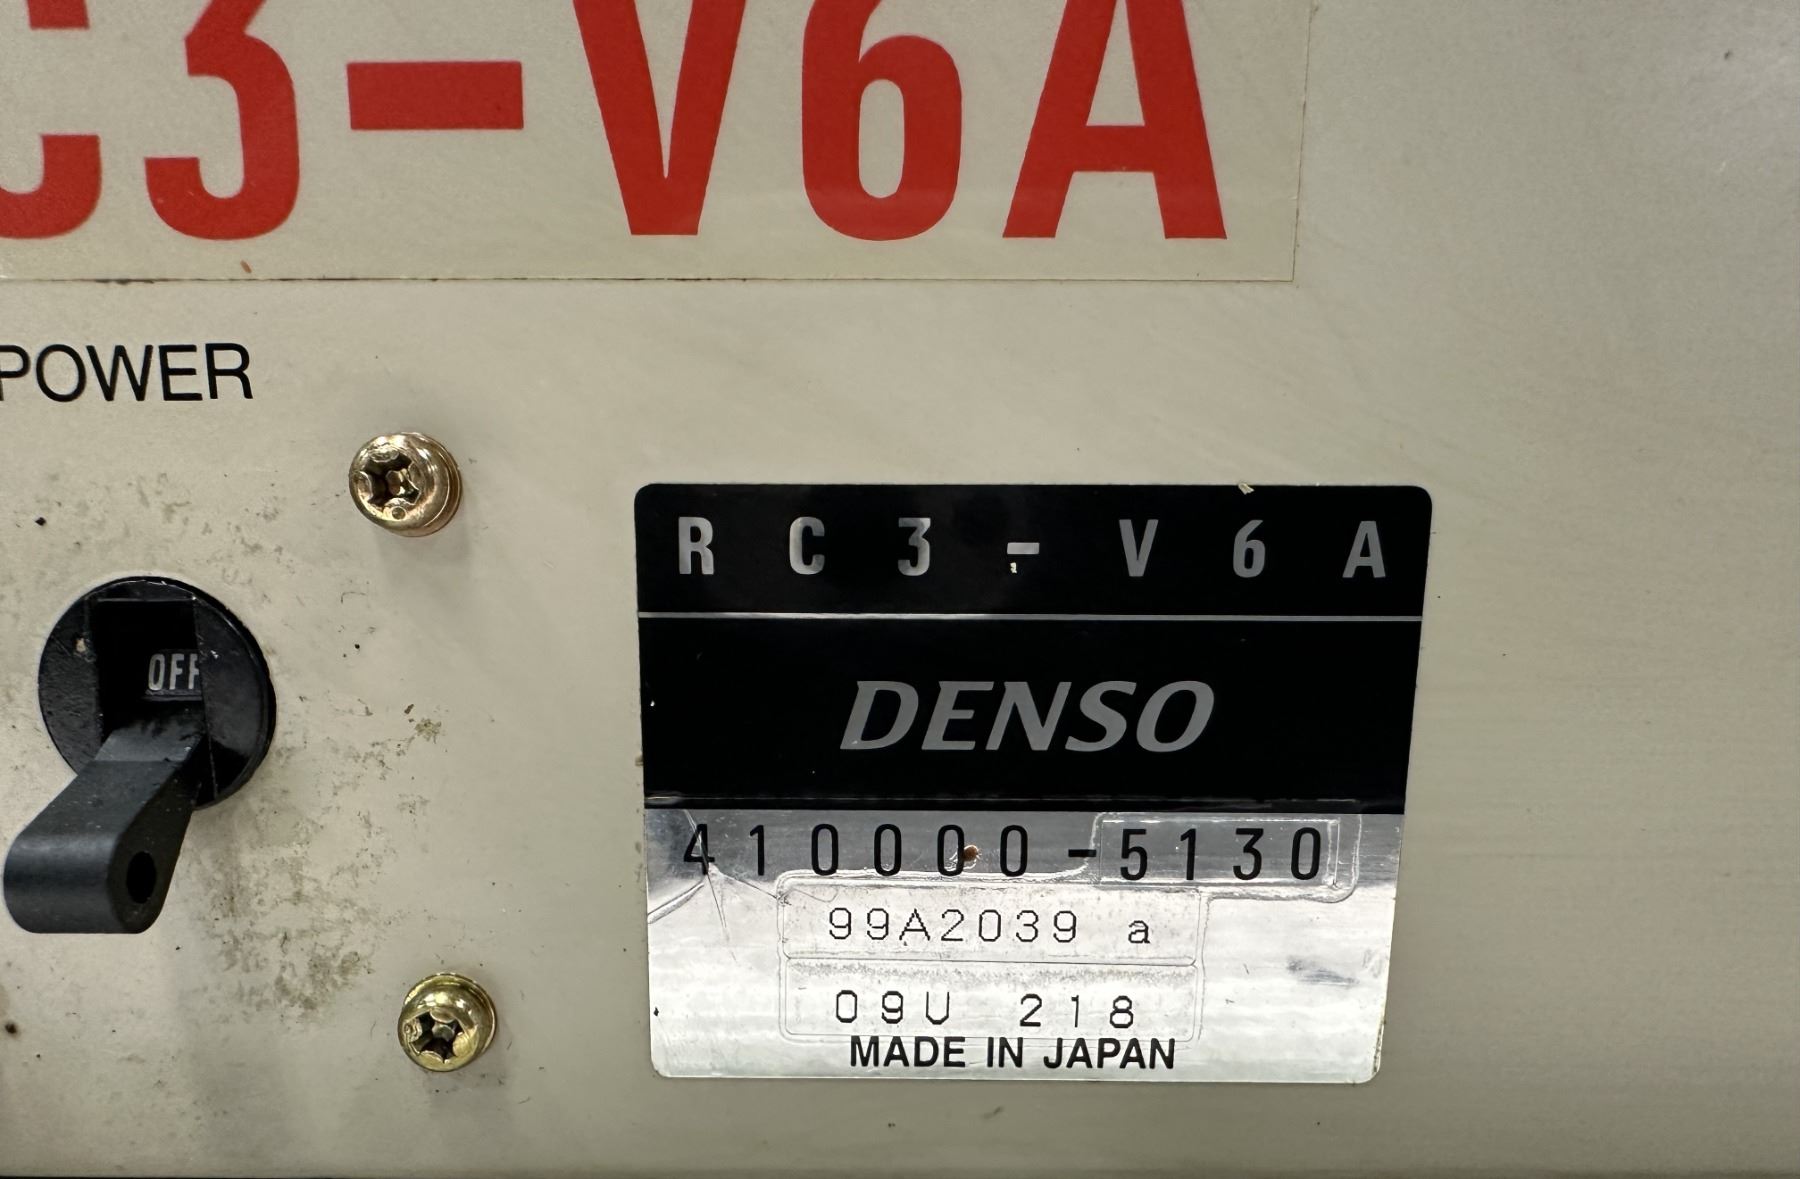 C3-V6A
POWER
OFF
RC3-V6A
DENSO
410000-5130
99A2039 a
09U 218
MADE IN JAPAN